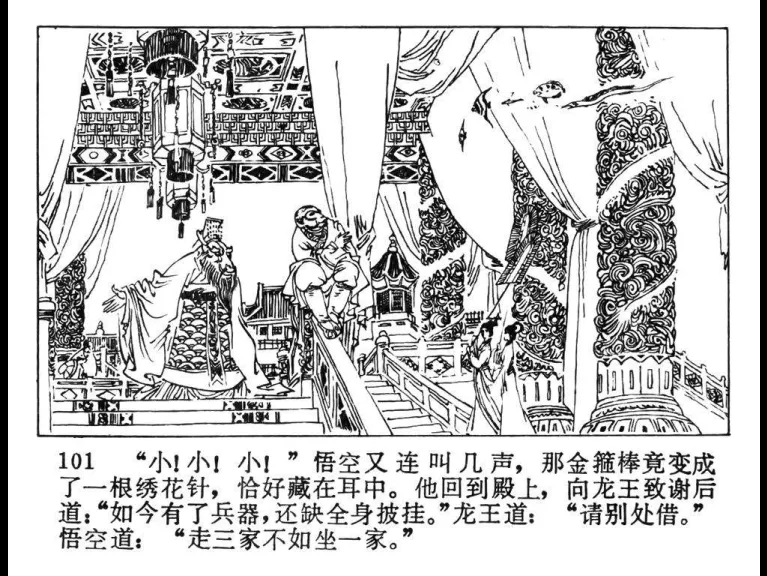 101 “小!小!小!”悟空又连叫几声，那金箍棒竟变成
了一根绣花针，恰好藏在耳中。他回到殿上，向龙王致谢后
道:“如今有了兵器,还缺全身披挂。”龙王道：“请别处借。”
悟空道：“走三家不如坐一家。”